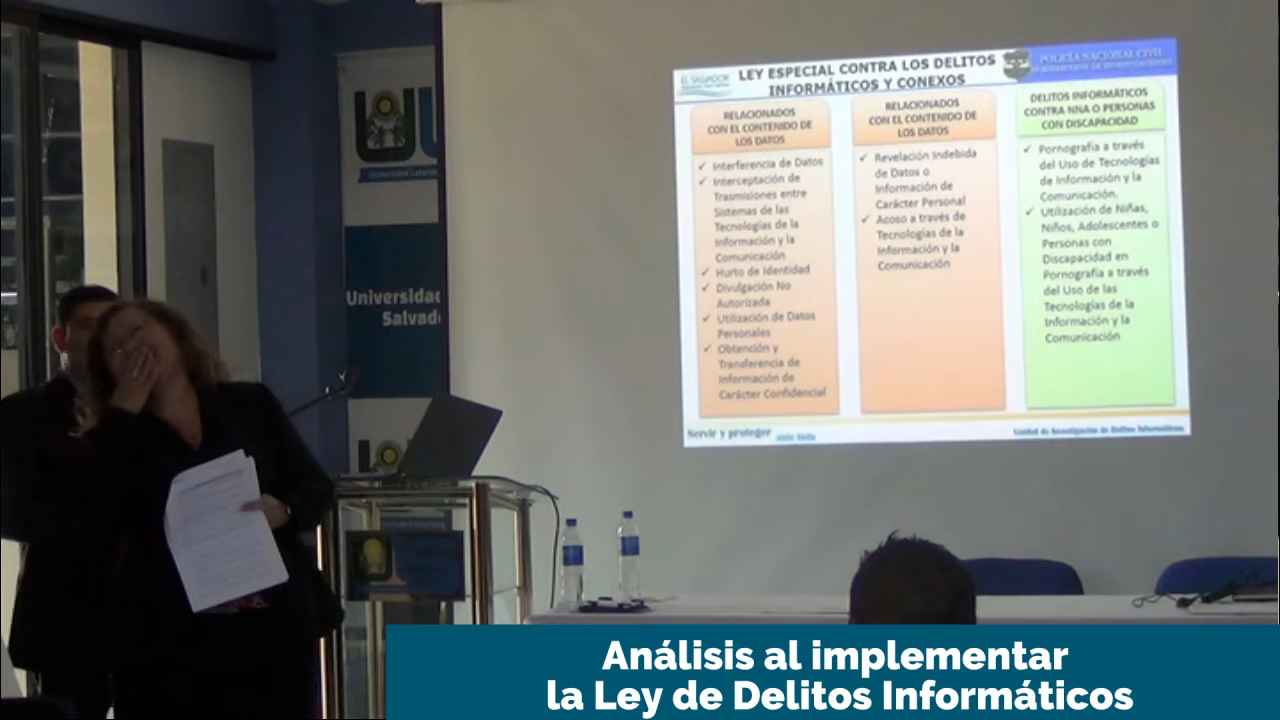 LEY ESPECIAL CONTRA LOS DELITOS
INFORMÁTICOS Y CONEXOS
EL SALVADOR
POLICÍA NACIONAL CIVIL
RELACIONADOS
CON EL CONTENIDO DE
LOS DATOS
✓ Interferencia de Datos
✓ Interceptación de
Trasmisiones entre
Sistemas de las
Tecnologías de la
Información y la
Comunicación
✓ Hurto de Identidad
✓ Divulgación No
Autorizada
✓ Utilización de Datos
Personales
✓ Obtención y
Transferencia de
Información de
Carácter Confidencial
RELACIONADOS
CON EL CONTENIDO DE
LOS DATOS
✓ Revelación Indebida
de Datos o
Información de
Carácter Personal
✓ Acoso a través de
Tecnologías de la
Información y la
Comunicación
DELITOS INFORMÁTICOS
CONTRA NNA O PERSONAS
CON DISCAPACIDAD
✓ Pornografía a través
del Uso de Tecnologías
de Información y la
Comunicación.
✓ Utilización de Niñas,
Niños, Adolescentes o
Personas con
Discapacidad en
Pornografía a través
del Uso de las
Tecnologías de la
Información y la
Comunicación
Servir y proteger
Unidad de Investigación de Delitos Informáticos
Universidad
Salvad
Análisis al implementar
la Ley de Delitos Informáticos